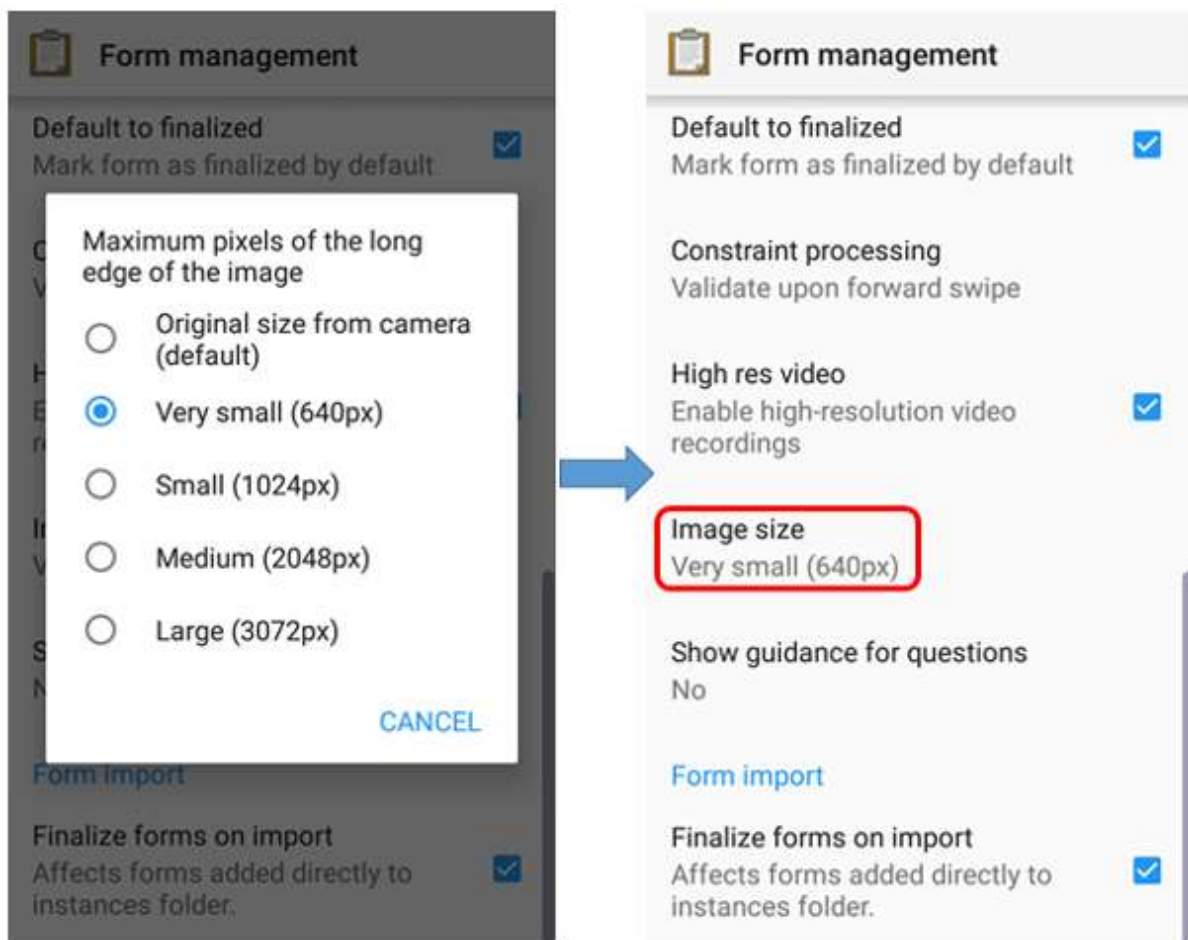 Form management
Default to finalized
Mark form as finalized by default
Maximum pixels of the long
edge of the image
Original size from camera
(default)
Very small (640px)
Small (1024px)
Medium (2048px)
Large (3072px)
CANCEL
Form import
Finalize forms on import
Affects forms added directly to
instances folder.
Form management
Default to finalized
Mark form as finalized by default
Constraint processing
Validate upon forward swipe
High res video
Enable high-resolution video
recordings
Image size
Very small (640px)
Show guidance for questions
No
Form import
Finalize forms on import
Affects forms added directly to
instances folder.